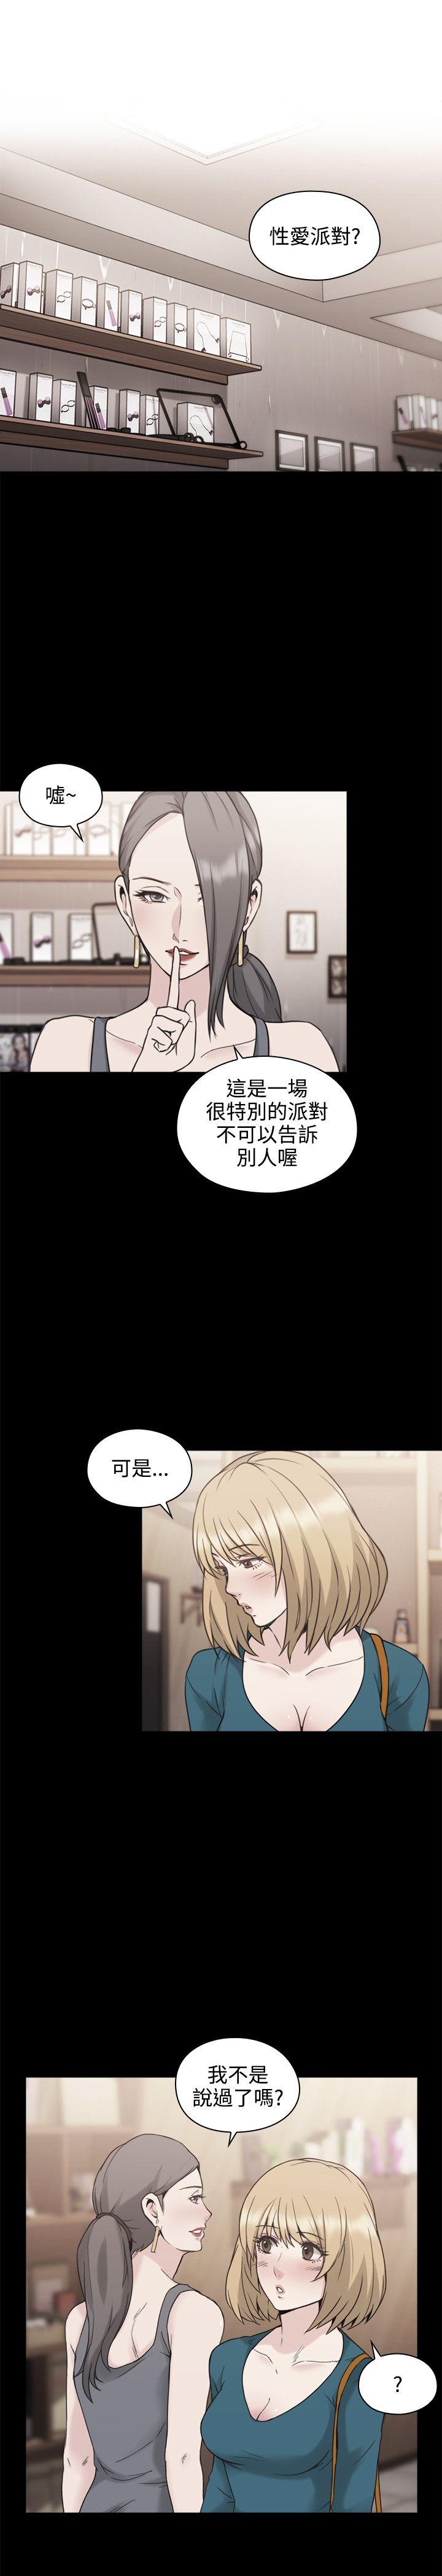 性愛派對?
噓~
這是一場
很特別的派對
不可以告訴
別人喔
可是...
我不是
說過了嗎?
?